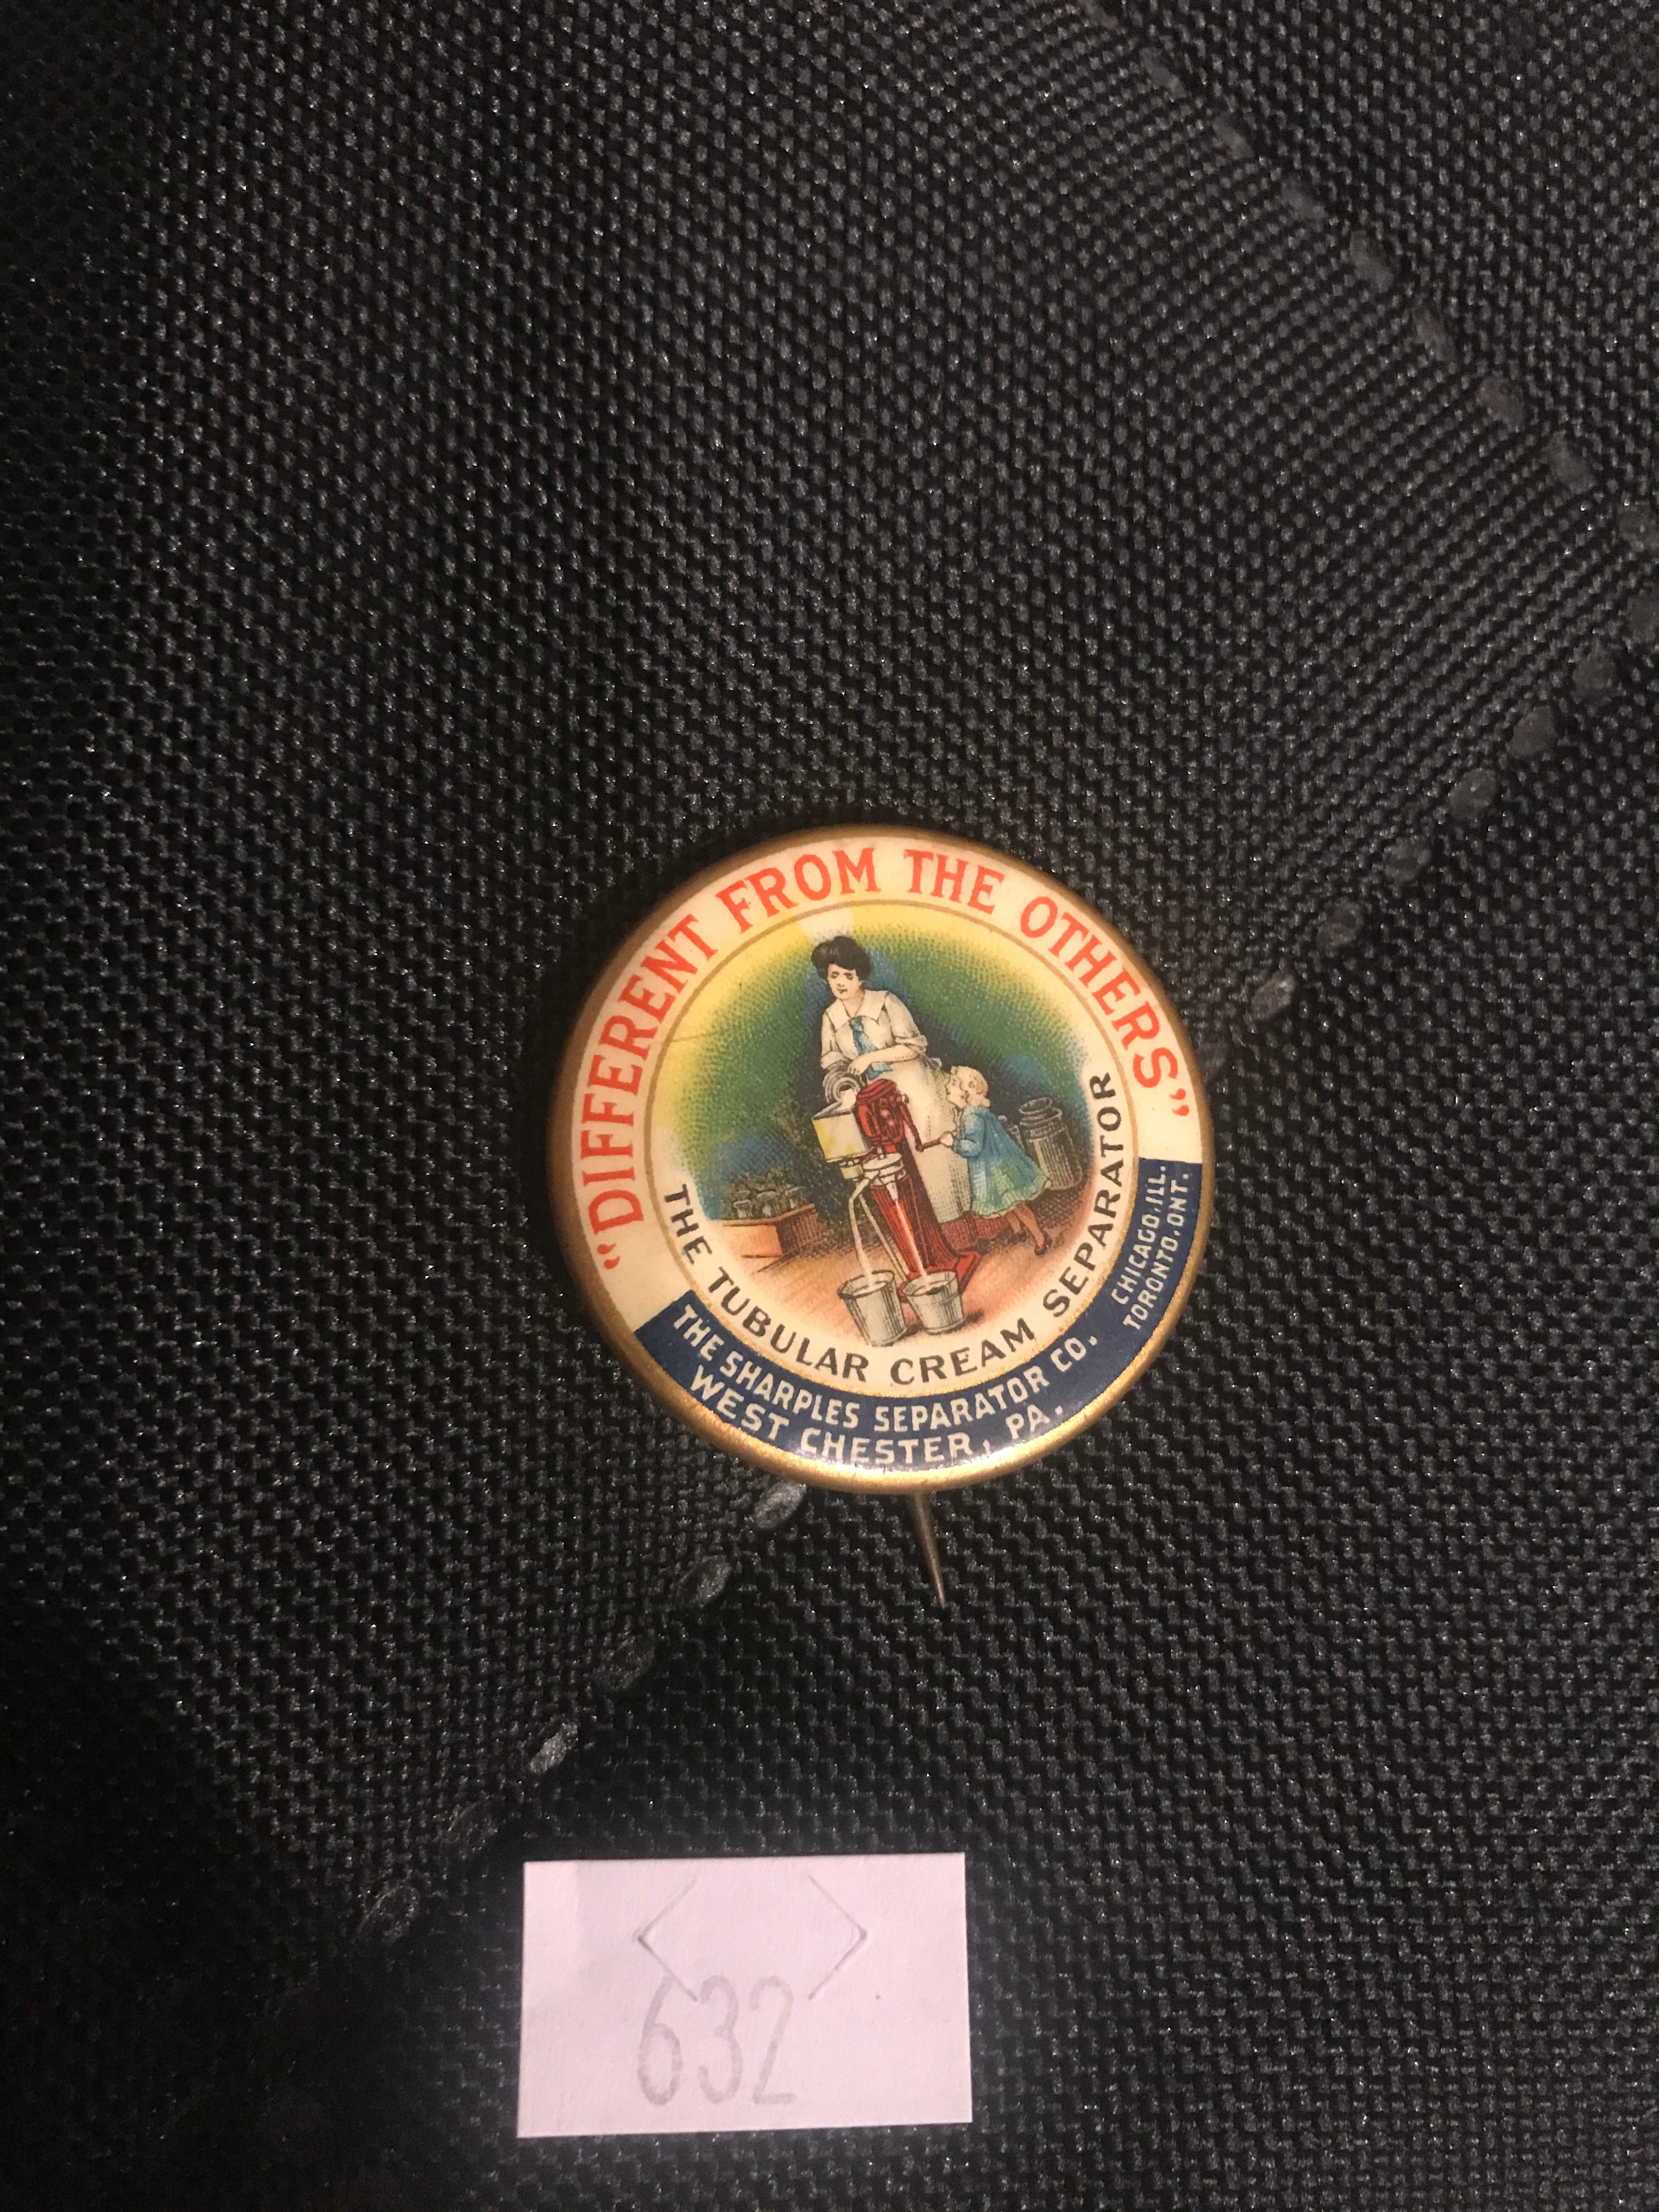 "DIFFERENT FROM THE OTHERS"
THE TUBULAR CREAM SEPARATOR
THE SHARPLES SEPARATOR CO.
WEST CHESTER, PA.
CHICAGO, ILL.
TORONTO. ONT.
632